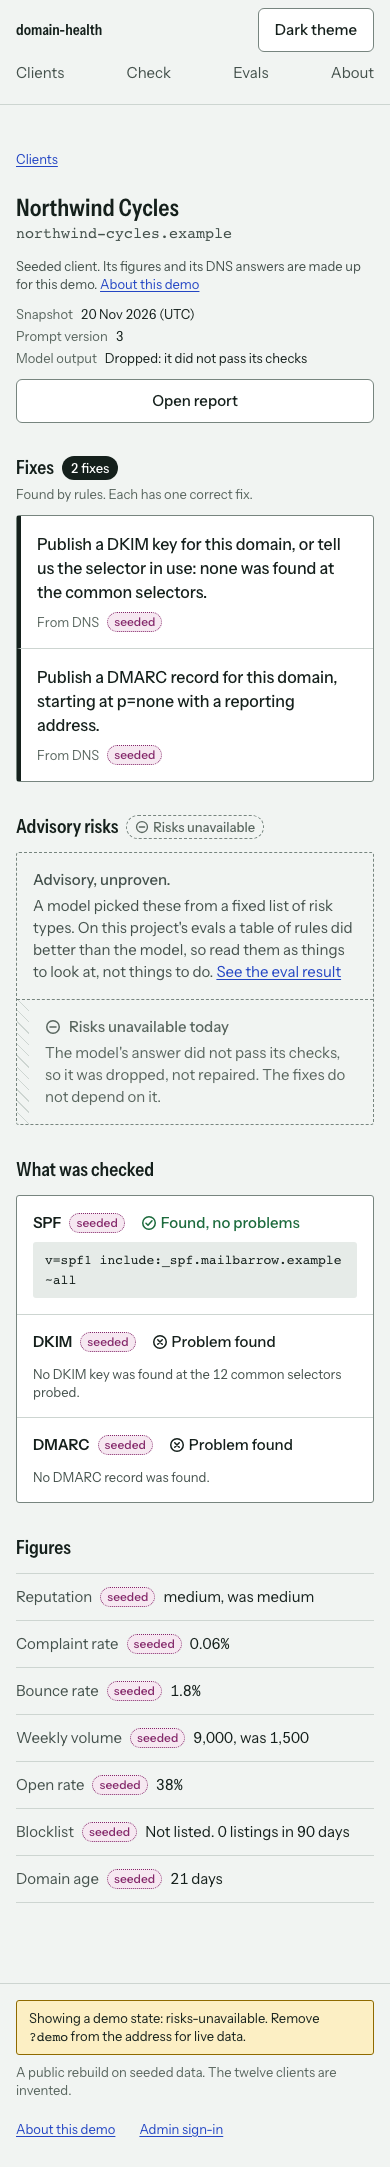 domain-health
Dark theme
Clients Check Evals About
Clients
Northwind Cycles
northwind-cycles.example
Seeded client. Its figures and its DNS answers are made up
for this demo. About this demo
Snapshot 20 Nov 2026 (UTC)
Prompt version 3
Model output Dropped: it did not pass its checks
Open report
Fixes 2 fixes
Found by rules. Each has one correct fix.
Publish a DKIM key for this domain, or tell
us the selector in use: none was found at
the common selectors.
From DNS seeded
Publish a DMARC record for this domain,
starting at p=none with a reporting
address.
From DNS seeded
Advisory risks Risks unavailable
Advisory, unproven.
A model picked these from a fixed list of risk
types. On this project's evals a table of rules did
better than the model, so read them as things
to look at, not things to do. See the eval result
Risks unavailable today
The model's answer did not pass its checks,
so it was dropped, not repaired. The fixes do
not depend on it.
What was checked
SPF seeded Found, no problems
v=spf1 include:_spf.mailbarrow.example
~all
DKIM seeded Problem found
No DKIM key was found at the 12 common selectors
probed.
DMARC seeded Problem found
No DMARC record was found.
Figures
Reputation seeded medium, was medium
Complaint rate seeded 0.06%
Bounce rate seeded 1.8%
Weekly volume seeded 9,000, was 1,500
Open rate seeded 38%
Blocklist seeded Not listed. 0 listings in 90 days
Domain age seeded 21 days
Showing a demo state: risks-unavailable. Remove
?demo from the address for live data.
A public rebuild on seeded data. The twelve clients are
invented.
About this demo Admin sign-in